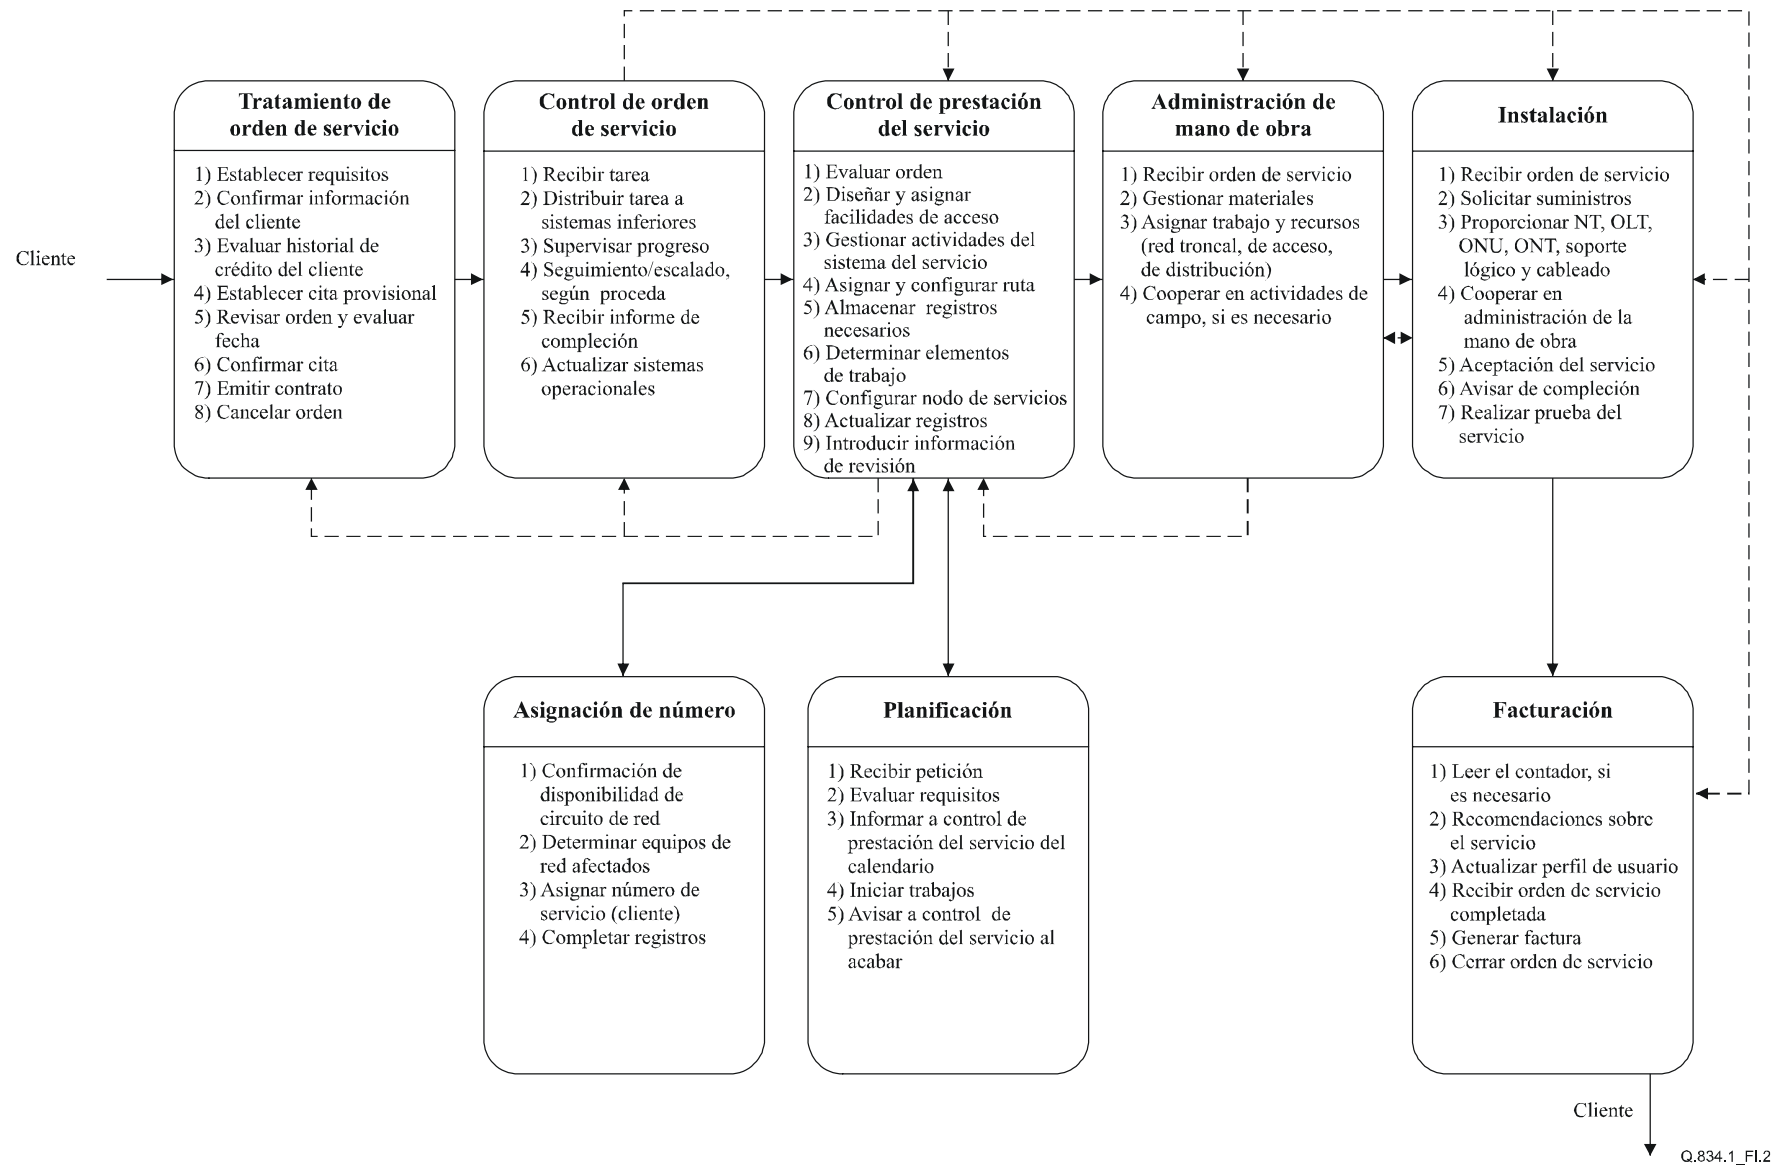 Cliente
Tratamiento de
orden de servicio
1) Establecer requisitos
2) Confirmar información
del cliente
3) Evaluar historial de
crédito del cliente
4) Establecer cita provisional
5) Revisar orden y evaluar
fecha
6) Confirmar cita
7) Emitir contrato
8) Cancelar orden
Control de orden
de servicio
1) Recibir tarea
2) Distribuir tarea a
sistemas inferiores
3) Supervisar progreso
4) Seguimiento/escalado,
según proceda
5) Recibir informe de
compleción
6) Actualizar sistemas
operacionales
Control de prestación
del servicio
1) Evaluar orden
2) Diseñar y asignar
facilidades de acceso
3) Gestionar actividades del
sistema del servicio
4) Asignar y configurar ruta
5) Almacenar registros
necesarios
6) Determinar elementos
de trabajo
7) Configurar nodo de servicios
8) Actualizar registros
9) Introducir información
de revisión
Administración de
mano de obra
1) Recibir orden de servicio
2) Gestionar materiales
3) Asignar trabajo y recursos
(red troncal, de acceso,
de distribución)
4) Cooperar en actividades de
campo, si es necesario
Instalación
1) Recibir orden de servicio
2) Solicitar suministros
3) Proporcionar NT, OLT,
ONU, ONT, soporte
lógico y cableado
4) Cooperar en
administración de la
mano de obra
5) Aceptación del servicio
6) Avisar de compleción
7) Realizar prueba del
servicio
Asignación de número
1) Confirmación de
disponibilidad de
circuito de red
2) Determinar equipos de
red afectados
3) Asignar número de
servicio (cliente)
4) Completar registros
Planificación
1) Recibir petición
2) Evaluar requisitos
3) Informar a control de
prestación del servicio del
calendario
4) Iniciar trabajos
5) Avisar a control de
prestación del servicio al
acabar
Facturación
1) Leer el contador, si
es necesario
2) Recomendaciones sobre
el servicio
3) Actualizar perfil de usuario
4) Recibir orden de servicio
completada
5) Generar factura
6) Cerrar orden de servicio
Cliente
Q.834.1_FI.2